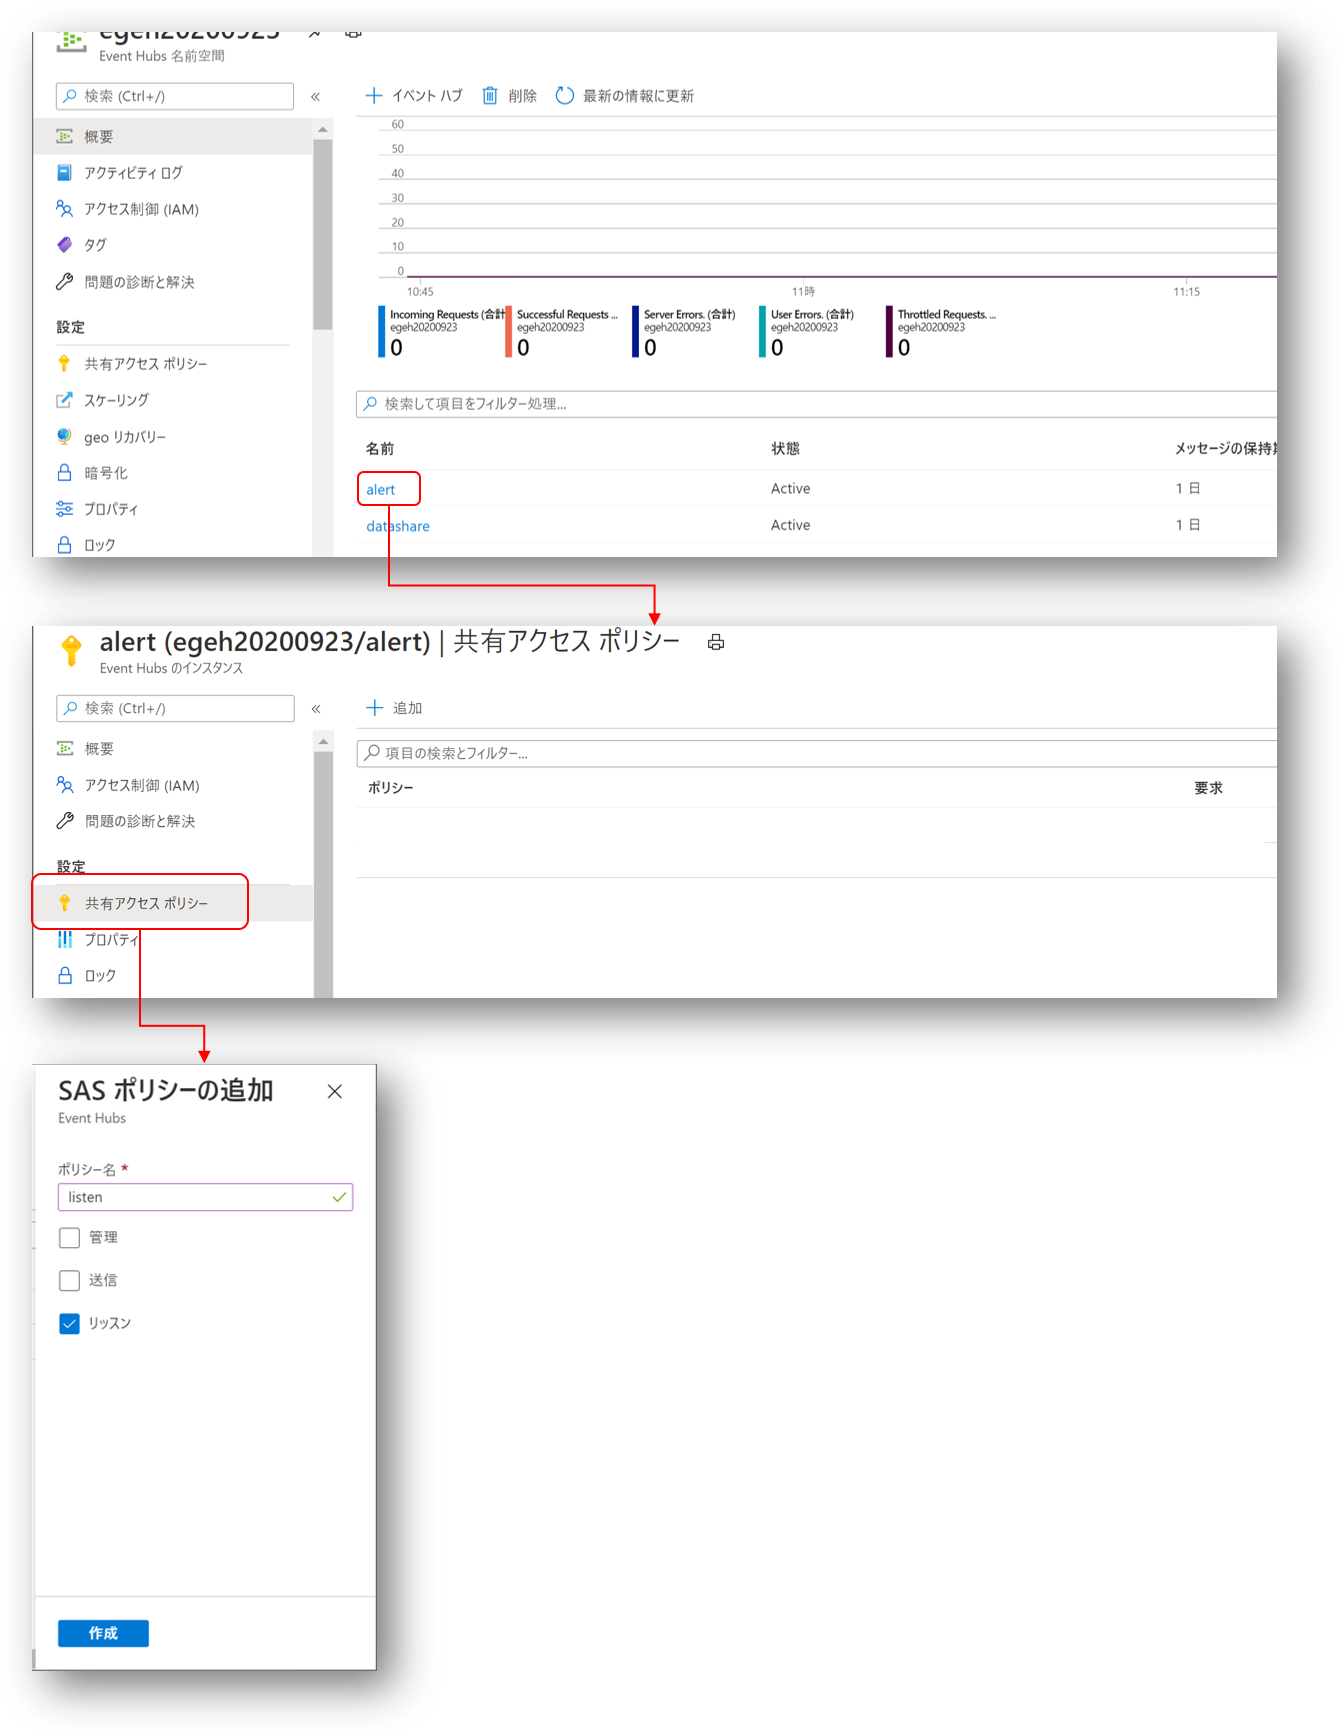 egeh20200923
Event Hubs 名前空間
検索 (Ctrl+/)
«
イベント ハブ
削除
最新の情報に更新
概要
アクティビティ ログ
アクセス制御 (IAM)
タグ
問題の診断と解決
設定
共有アクセス ポリシー
スケーリング
geo リカバリー
暗号化
プロパティ
ロック
60
50
40
30
20
10
0
10:45
11時
11:15
Incoming Requests (合計
egeh20200923
0
Successful Requests ...
egeh20200923
0
Server Errors. (合計)
egeh20200923
0
User Errors. (合計)
egeh20200923
0
Throttled Requests. ...
egeh20200923
0
検索して項目をフィルター処理...
名前 状態 メッセージの保持
alert Active 1 日
datashare Active 1 日
alert (egeh20200923/alert) | 共有アクセス ポリシー
Event Hubs のインスタンス
検索 (Ctrl+/)
«
追加
概要
アクセス制御 (IAM)
問題の診断と解決
設定
共有アクセス ポリシー
プロパティ
ロック
項目の検索とフィルター...
ポリシー 要求
SAS ポリシーの追加
Event Hubs
ポリシー名 *
listen
管理
送信
リッスン
作成